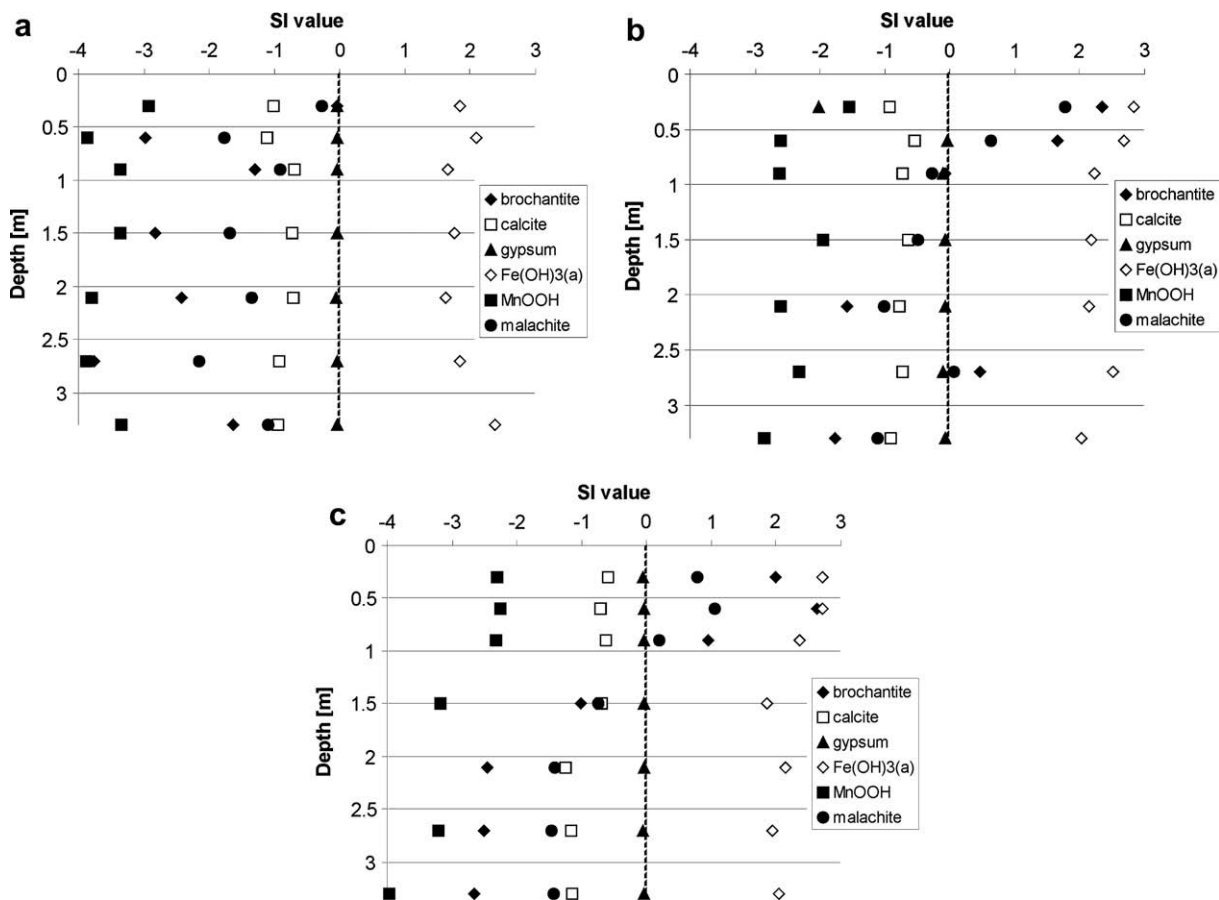 a
SI value
-4 -3 -2 -1 0 1 2 3
0
0.5
1
1.5
2
2.5
3
Depth [m]
brochantite
calcite
gypsum
Fe(OH)3(a)
MnOOH
malachite
b
SI value
-4 -3 -2 -1 0 1 2 3
0
0.5
1
1.5
2
2.5
3
Depth [m]
brochantite
calcite
gypsum
Fe(OH)3(a)
MnOOH
malachite
c
SI value
-4 -3 -2 -1 0 1 2 3
0
0.5
1
1.5
2
2.5
3
Depth [m]
brochantite
calcite
gypsum
Fe(OH)3(a)
MnOOH
malachite